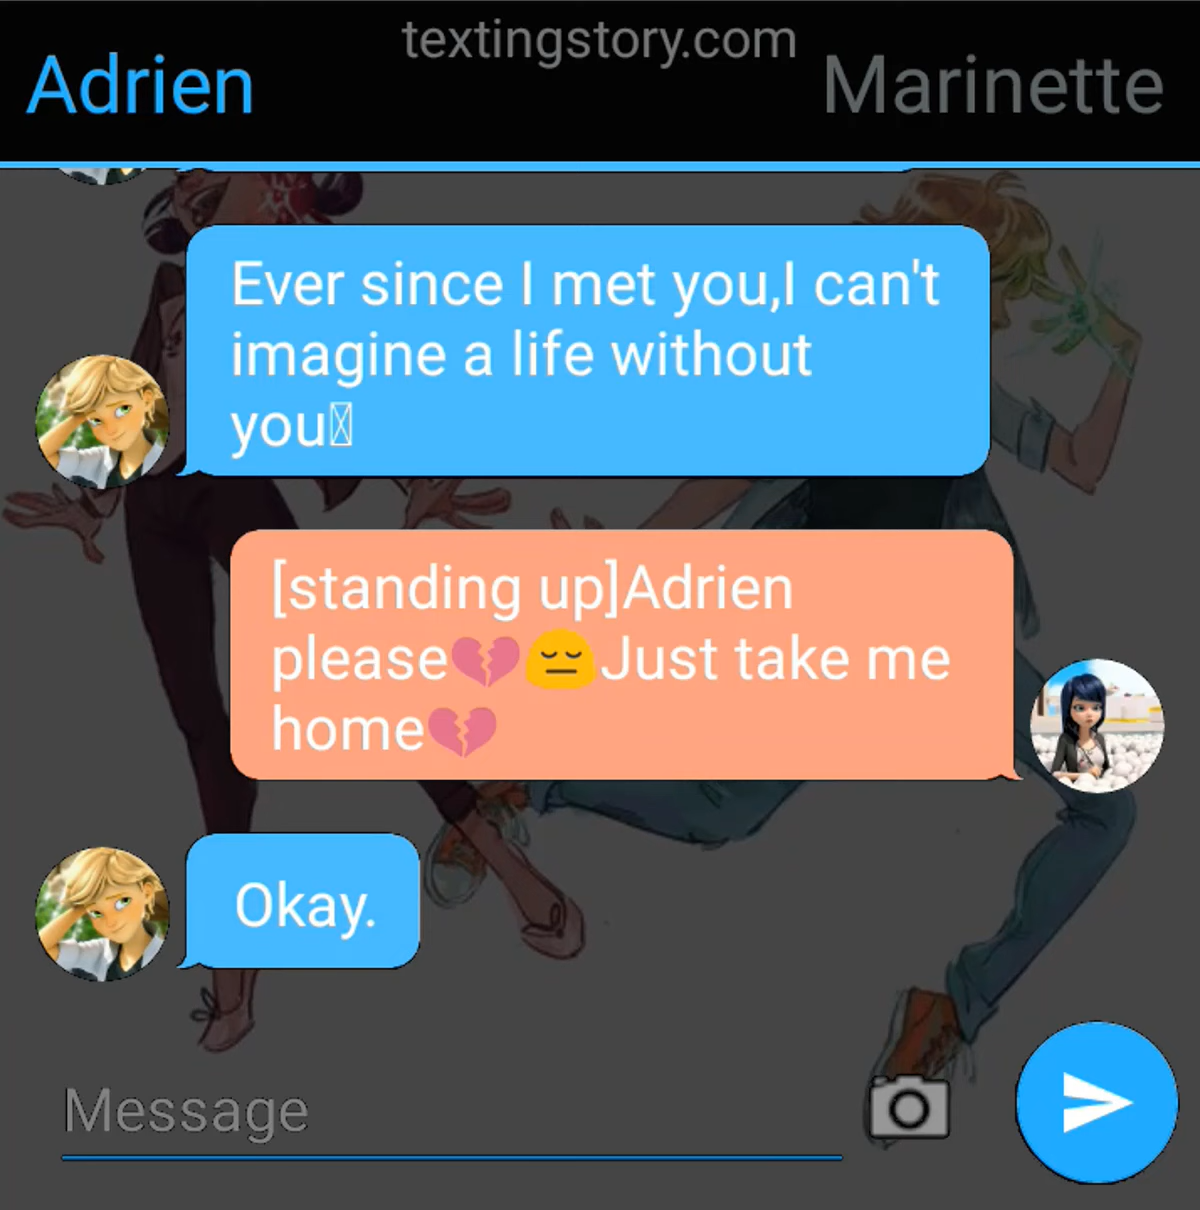 textingstory.com
Adrien
Marinette
Ever since I met you,I can't
imagine a life without
you
[standing up]Adrien
please💔😔Just take me
home💔
Okay.
Message